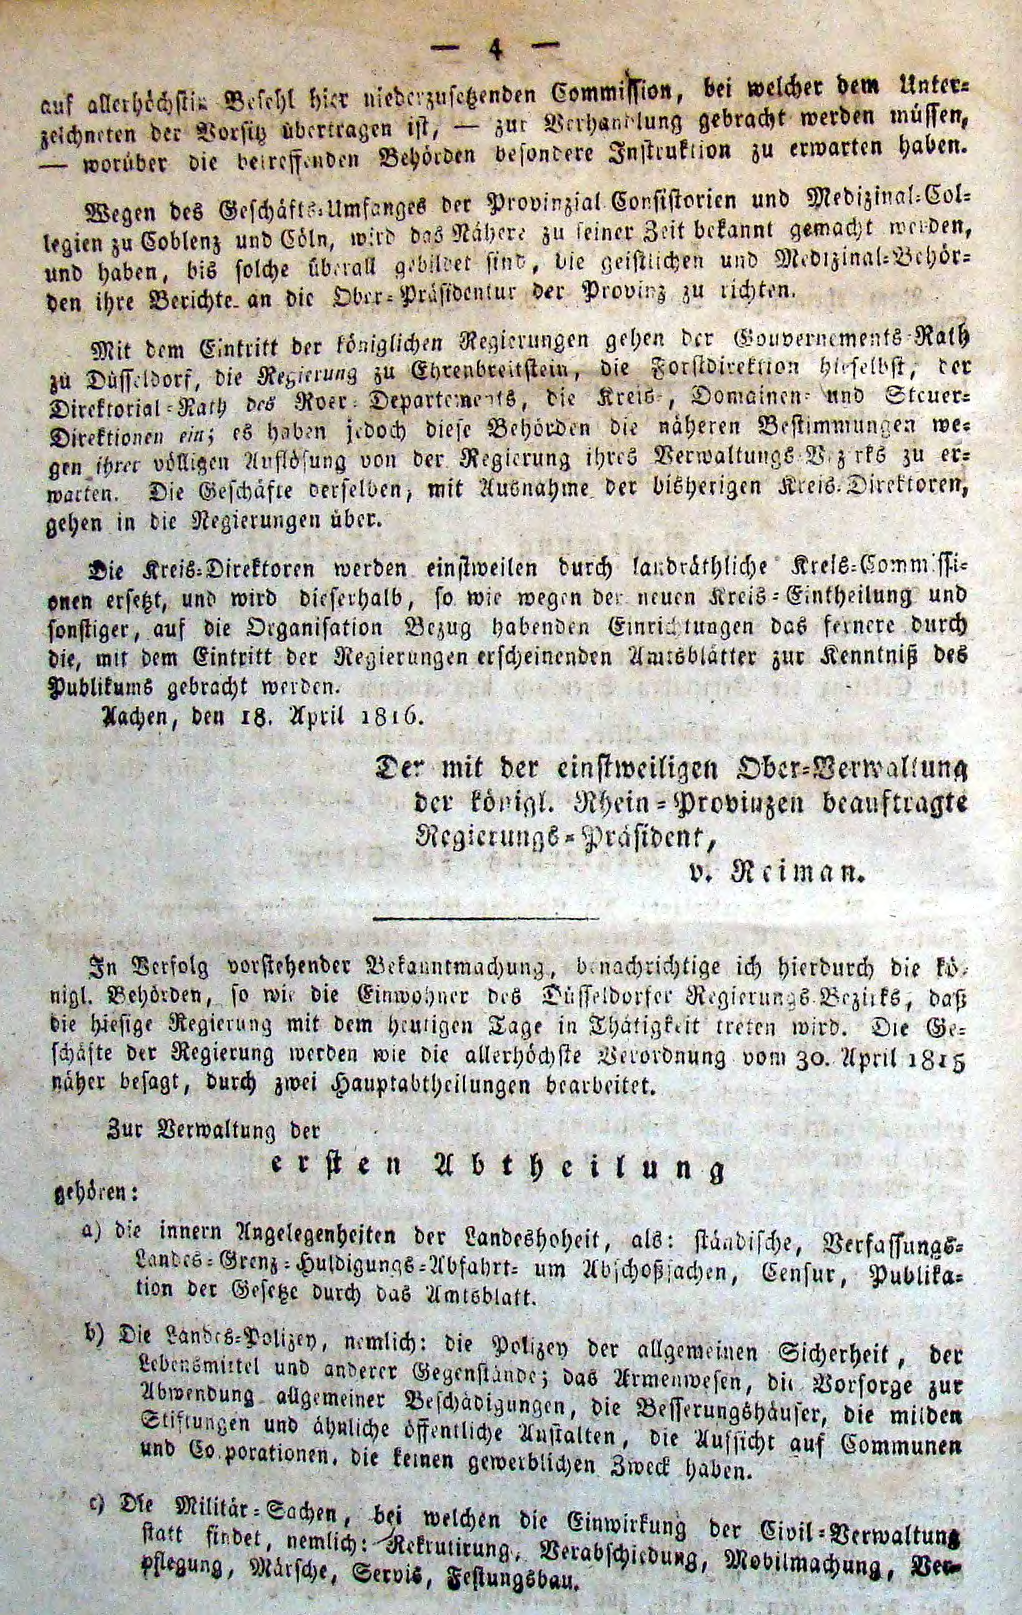 — 4 —
auf allerhöchsten Befehl hier niederzusetzenden Commission, bei welcher dem Unter=
zeichneten der Vorsitz übertragen ist, — zur Verhandlung gebracht werden müssen,
— worüber die betreffenden Behörden besondere Instruktion zu erwarten haben.
Wegen des Geschäfts=Umfanges der Provinzial Consistorien und Medizinal=Col=
legien zu Coblenz und Cöln, wird das Nähere zu seiner Zeit bekannt gemacht werden,
und haben, bis solche überall gebildet sind, die geistlichen und Medizinal=Behör=
den ihre Berichte an die Ober=Präsidentur der Provinz zu richten.
Mit dem Eintritt der königlichen Regierungen gehen der Gouvernements=Rath
zu Düsseldorf, die Regierung zu Ehrenbreitstein, die Forstdirektion hieselbst, der
Direktorial=Rath des Roer=Departements, die Kreis=, Domainen= und Steuer=
Direktionen ein; es haben jedoch diese Behörden die näheren Bestimmungen we=
gen ihrer völligen Auflösung von der Regierung ihres Verwaltungs=Bezirks zu er=
warten. Die Geschäfte derselben, mit Ausnahme der bisherigen Kreis=Direktoren,
gehen in die Regierungen über.
Die Kreis=Direktoren werden einstweilen durch landräthliche Kreis=Commissi=
onen ersetzt, und wird dieserhalb, so wie wegen der neuen Kreis=Eintheilung und
sonstiger, auf die Organisation Bezug habenden Einrichtungen das fernere durch
die, mit dem Eintritt der Regierungen erscheinenden Amtsblätter zur Kenntniß des
Publikums gebracht werden.
Aachen, den 18. April 1816.
Der mit der einstweiligen Ober=Verwaltung
der königl. Rhein=Provinzen beauftragte
Regierungs=Präsident,
v. Reiman.
In Verfolg vorstehender Bekanntmachung, benachrichtige ich hierdurch die kö=
nigl. Behörden, so wie die Einwohner des Düsseldorfer Regierungs=Bezirks, daß
die hiesige Regierung mit dem heutigen Tage in Thätigkeit treten wird. Die Ge=
schäfte der Regierung werden wie die allerhöchste Verordnung vom 30. April 1815
näher besagt, durch zwei Hauptabtheilungen bearbeitet.
Zur Verwaltung der
ersten Abtheilung
gehören:
a) die innern Angelegenheiten der Landeshoheit, als: ständische, Verfassungs=
Landes=Grenz=Huldigungs=Abfahrt= um Abschoßsachen, Censur, Publika=
tion der Gesetze durch das Amtsblatt.
b) Die Landes=Polizey, nemlich: die Polizey der allgemeinen Sicherheit, der
Lebensmittel und anderer Gegenstände; das Armenwesen, die Vorsorge zur
Abwendung allgemeiner Beschädigungen, die Besserungshäuser, die milden
Stiftungen und ähnliche öffentliche Anstalten, die Aufsicht auf Communen
und Corporationen, die keinen gewerblichen Zweck haben.
c) Die Militär=Sachen, bei welchen die Einwirkung der Civil=Verwaltung
statt findet, nemlich: Rekrutirung, Verabschiedung, Mobilmachung, Ver=
pflegung, Märsche, Servis, Festungsbau.